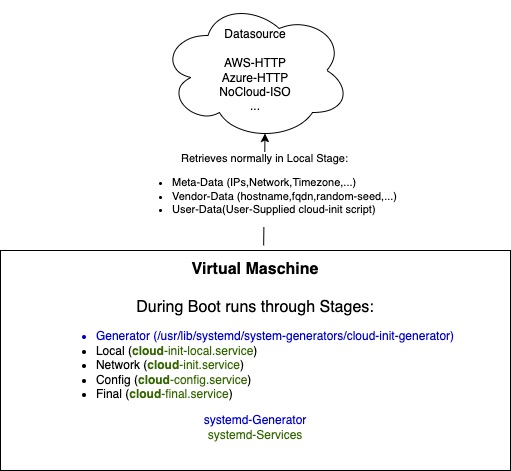 Datasource
AWS-HTTP
Azure-HTTP
NoCloud-ISO
...
Retrieves normally in Local Stage:
• Meta-Data (IPs,Network,Timezone,...)
• Vendor-Data (hostname,fqdn,random-seed,...)
• User-Data(User-Supplied cloud-init script)
Virtual Maschine
During Boot runs through Stages:
• Generator (/usr/lib/systemd/system-generators/cloud-init-generator)
• Local (cloud-init-local.service)
• Network (cloud-init.service)
• Config (cloud-config.service)
• Final (cloud-final.service)
systemd-Generator
systemd-Services